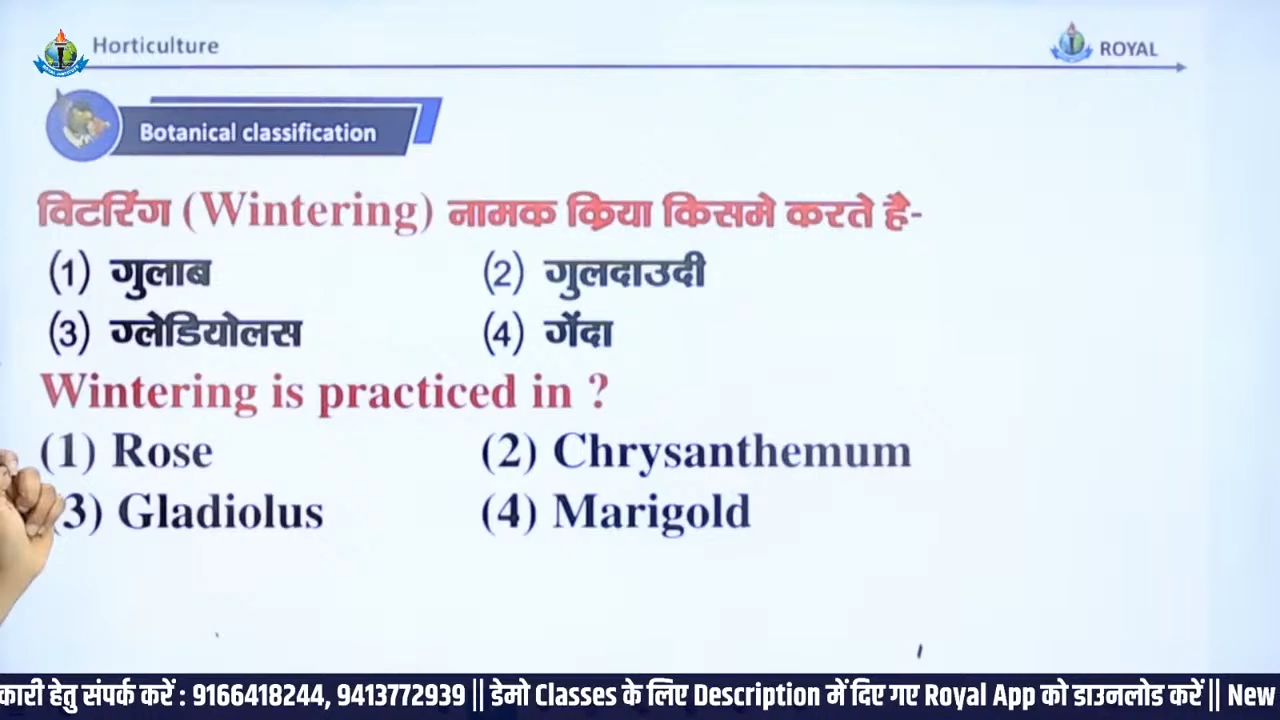 Horticulture
ROYAL
Botanical classification
विटरिंग (Wintering) नामक क्रिया किसमे करते है-
(1) गुलाब (2) गुलदाउदी
(3) ग्लेडियोलस (4) गेंदा
Wintering is practiced in ?
(1) Rose (2) Chrysanthemum
(3) Gladiolus (4) Marigold
कारी हेतु संपर्क करें : 9166418244, 9413772939 || डेमो Classes के लिए Description में दिए गए Royal App को डाउनलोड करें || New